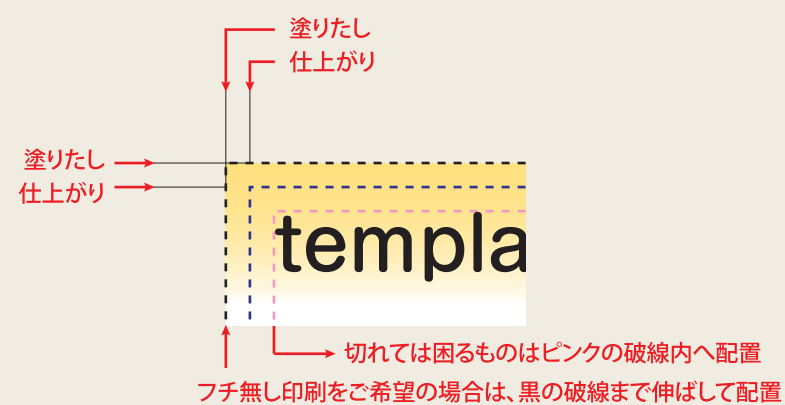 塗りたし
仕上がり
塗りたし
仕上がり
templa
切れては困るものはピンクの破線内へ配置
フチ無し印刷をご希望の場合は、黒の破線まで伸ばして配置